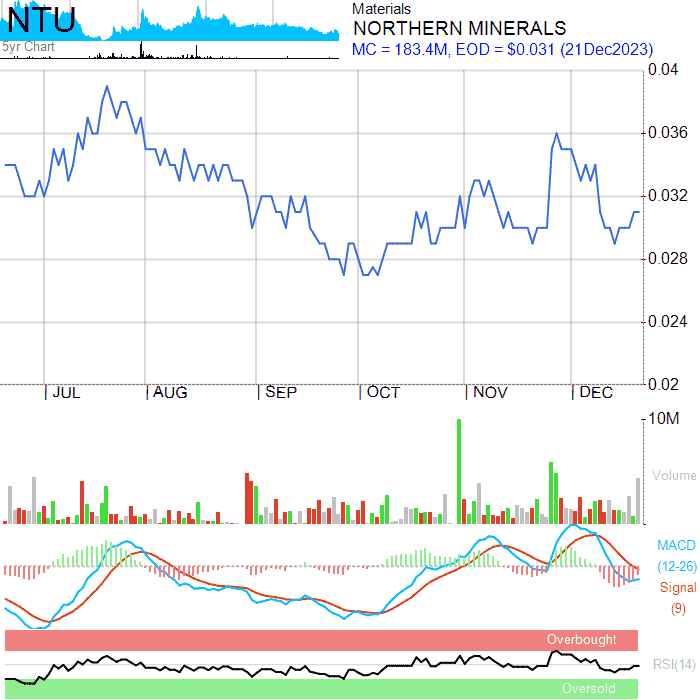 NTU
5yr Chart
Materials
NORTHERN MINERALS
MC = 183.4M, EOD = $0.031 (21Dec2023)
0.04
0.036
0.032
0.028
0.024
0.02
JUL AUG SEP OCT NOV DEC
10M
Volume
MACD
(12-26)
Signal
(9)
Overbought
RSI(14)
Oversold